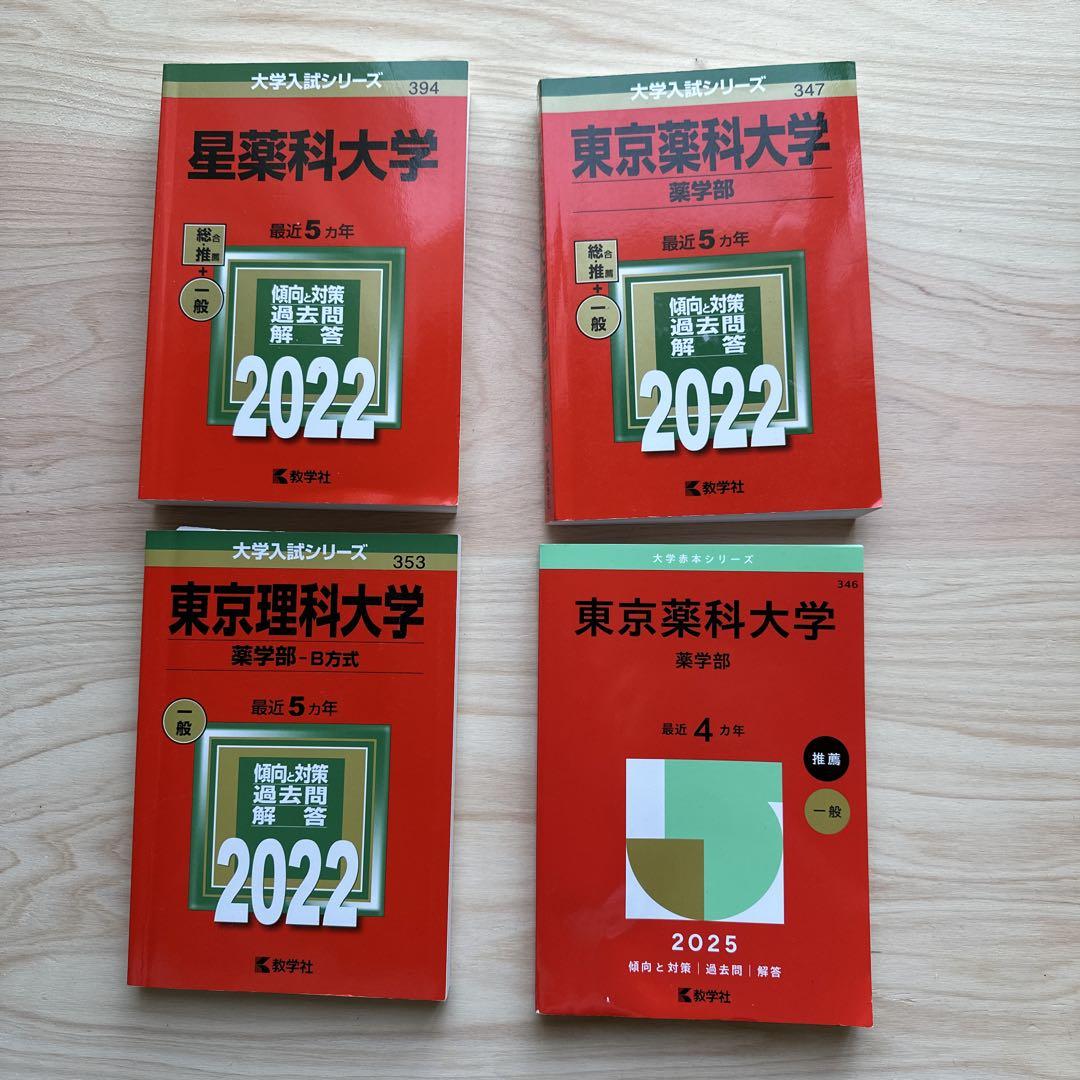 大学入試シリーズ
394
星薬科大学
最近5カ年
総合
・推薦
+
一般
傾向と対策
過去問
解答
2022
教学社
大学入試シリーズ
347
東京薬科大学
薬学部
最近5カ年
総合
・推薦
+
一般
傾向と対策
過去問
解答
2022
教学社
大学入試シリーズ
353
東京理科大学
薬学部-B方式
最近5カ年
一般
傾向と対策
過去問
解答
2022
教学社
大学赤本シリーズ
346
東京薬科大学
薬学部
最近4カ年
推薦
一般
2025
傾向と対策|過去問|解答
教学社